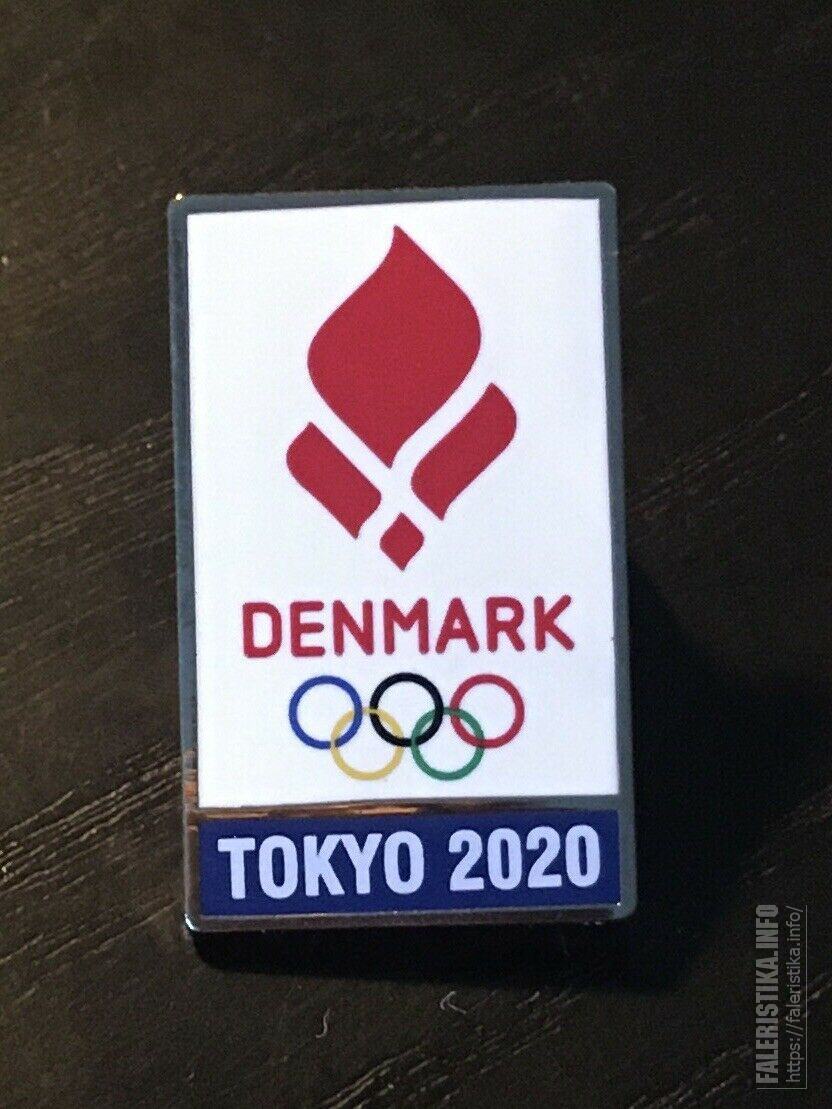 DENMARK
TOKYO 2020
FALERISTIKA.INFO
https://faleristika.info/